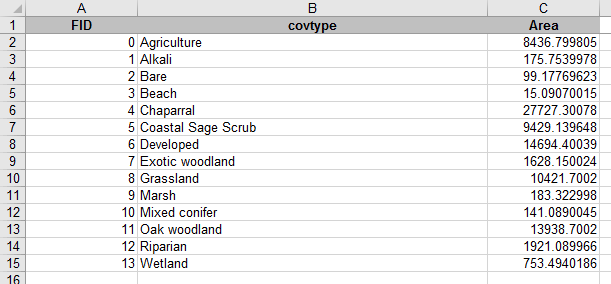 A B C
1 FID covtype Area
2 0 Agriculture 8436.799805
3 1 Alkali 175.7539978
4 2 Bare 99.17769623
5 3 Beach 15.09070015
6 4 Chaparral 27727.30078
7 5 Coastal Sage Scrub 9429.139648
8 6 Developed 14694.40039
9 7 Exotic woodland 1628.150024
10 8 Grassland 10421.7002
11 9 Marsh 183.322998
12 10 Mixed conifer 141.0890045
13 11 Oak woodland 13938.7002
14 12 Riparian 1921.089966
15 13 Wetland 753.4940186
16